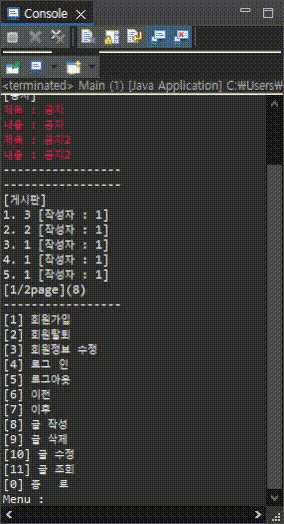 Console
<terminated> Main (1) [Java Application] C:₩Users₩
[공지]
제목 : 공지
내용 : 공지
제목 : 공지2
내용 : 공지2
------------------
------------------
[게시판]
1. 3 [작성자 : 1]
2. 2 [작성자 : 1]
3. 1 [작성자 : 1]
4. 1 [작성자 : 1]
5. 1 [작성자 : 1]
[1/2page](8)
------------------
[1] 회원가입
[2] 회원탈퇴
[3] 회원정보 수정
[4] 로그 인
[5] 로그아웃
[6] 이전
[7] 이후
[8] 글 작성
[9] 글 삭제
[10] 글 수정
[11] 글 조회
[0] 종 료
Menu :